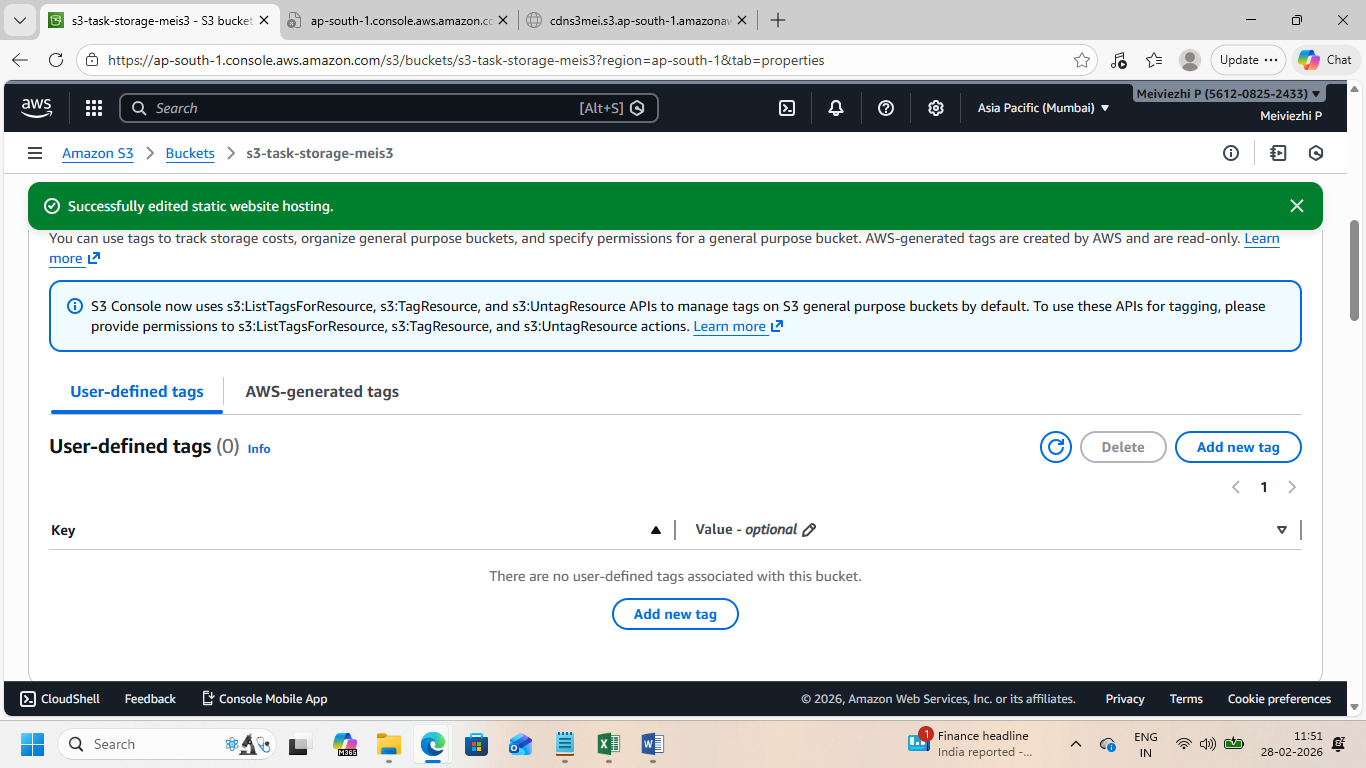 s3-task-storage-meis3 - S3 bucket
ap-south-1.console.aws.amazon.co
cdns3mei.s3.ap-south-1.amazonaw
https://ap-south-1.console.aws.amazon.com/s3/buckets/s3-task-storage-meis3?region=ap-south-1&tab=properties
Update
Chat
aws
Search
[Alt+S]
Asia Pacific (Mumbai)
Meiviezhi P (5612-0825-2433)
Meiviezhi P
Amazon S3
Buckets
s3-task-storage-meis3
Successfully edited static website hosting.
You can use tags to track storage costs, organize general purpose buckets, and specify permissions for a general purpose bucket. AWS-generated tags are created by AWS and are read-only. Learn
more
S3 Console now uses s3:ListTagsForResource, s3:TagResource, and s3:UntagResource APIs to manage tags on S3 general purpose buckets by default. To use these APIs for tagging, please
provide permissions to s3:ListTagsForResource, s3:TagResource, and s3:UntagResource actions. Learn more
User-defined tags
AWS-generated tags
User-defined tags (0) Info
Delete
Add new tag
1
Key
Value - optional
There are no user-defined tags associated with this bucket.
Add new tag
CloudShell
Feedback
Console Mobile App
© 2026, Amazon Web Services, Inc. or its affiliates.
Privacy
Terms
Cookie preferences
Search
M365
1
Finance headline
India reported -...
ENG
IN
11:51
28-02-2026